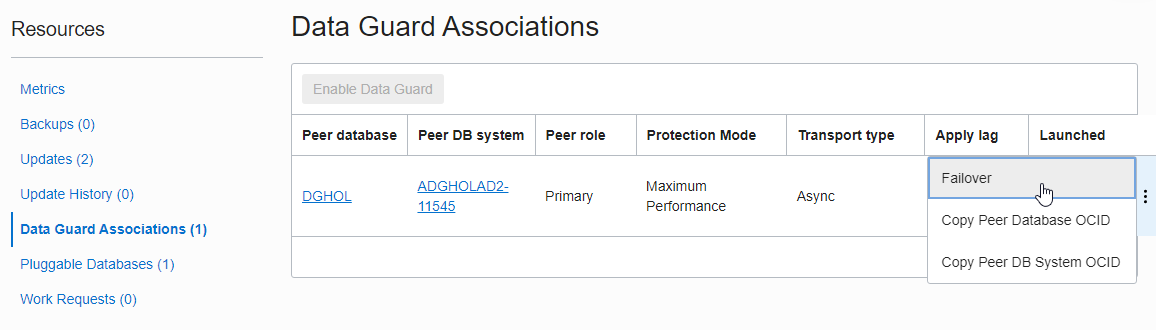 Resources
Metrics
Backups (0)
Updates (2)
Update History (0)
Data Guard Associations (1)
Pluggable Databases (1)
Work Requests (0)
Data Guard Associations
Enable Data Guard
Peer database Peer DB system Peer role Protection Mode Transport type Apply lag Launched
DGHOL ADGHOLAD2-11545 Primary Maximum Performance Async
Failover
Copy Peer Database OCID
Copy Peer DB System OCID